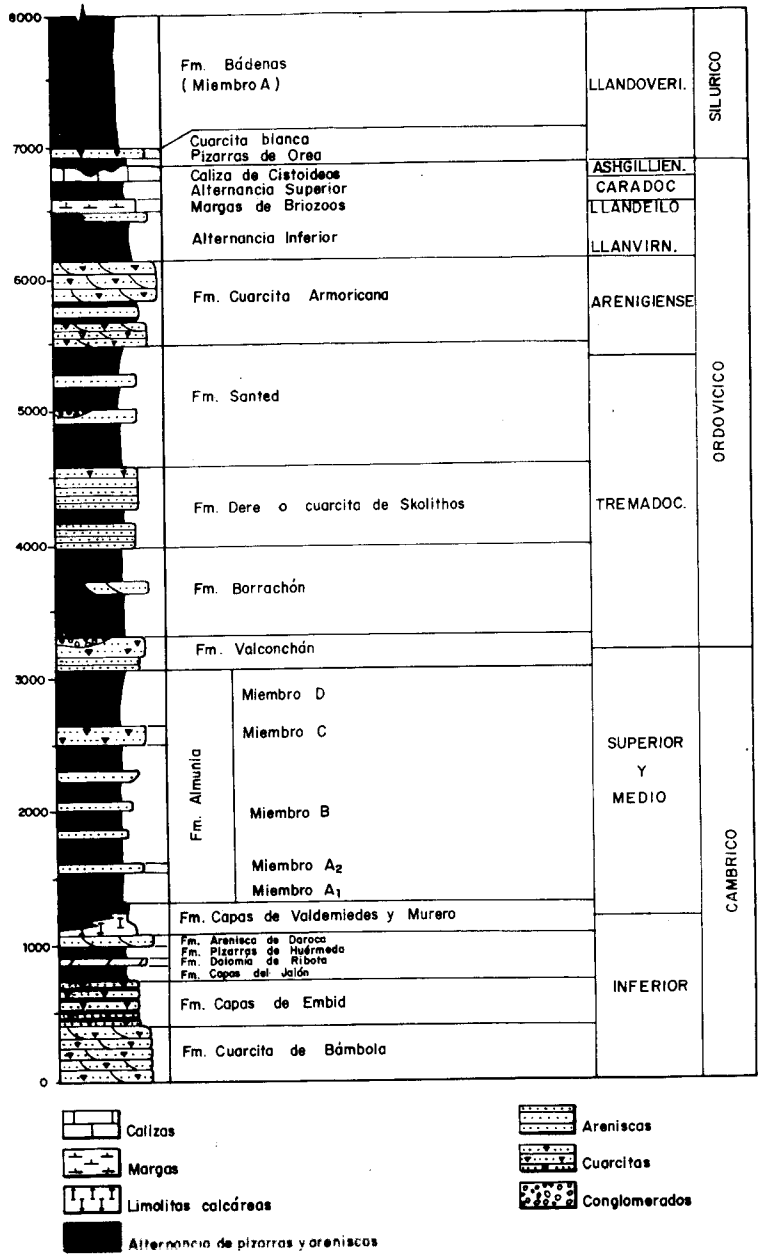 8000
Fm. Bádenas
( Miembro A )
LLANDOVERI.
SILURICO
7000
Cuarcita blanca
Pizarras de Orea
Caliza de Cistoideos
ASHGILLIEN.
Alternancia Superior
CARADOC
Margas de Briozoos
LLANDEILO
Alternancia Inferior
LLANVIRN.
6000
Fm. Cuarcita Armoricana
ARENIGIENSE
ORDOVICICO
Fm. Santed
5000
Fm. Dere o cuarcita de Skolithos
TREMADOC.
4000
Fm. Borrachón
Fm. Valconchán
3000
Fm. Almunia
Miembro D
Miembro C
SUPERIOR
Y
MEDIO
2000
Miembro B
Miembro A2
Miembro A1
CAMBRICO
Fm. Capas de Valdemiedes y Murero
1000
Fm. Arenisca de Daroca
Fm. Pizarras de Huérmeda
Fm. Dolomia de Ribota
Fm. Capas del Jalón
INFERIOR
Fm. Capas de Embid
Fm. Cuarcita de Bámbola
0
Calizas
Margas
Limolitas calcáreas
Alternancia de pizarras y areniscas
Areniscas
Cuarcitas
Conglomerados